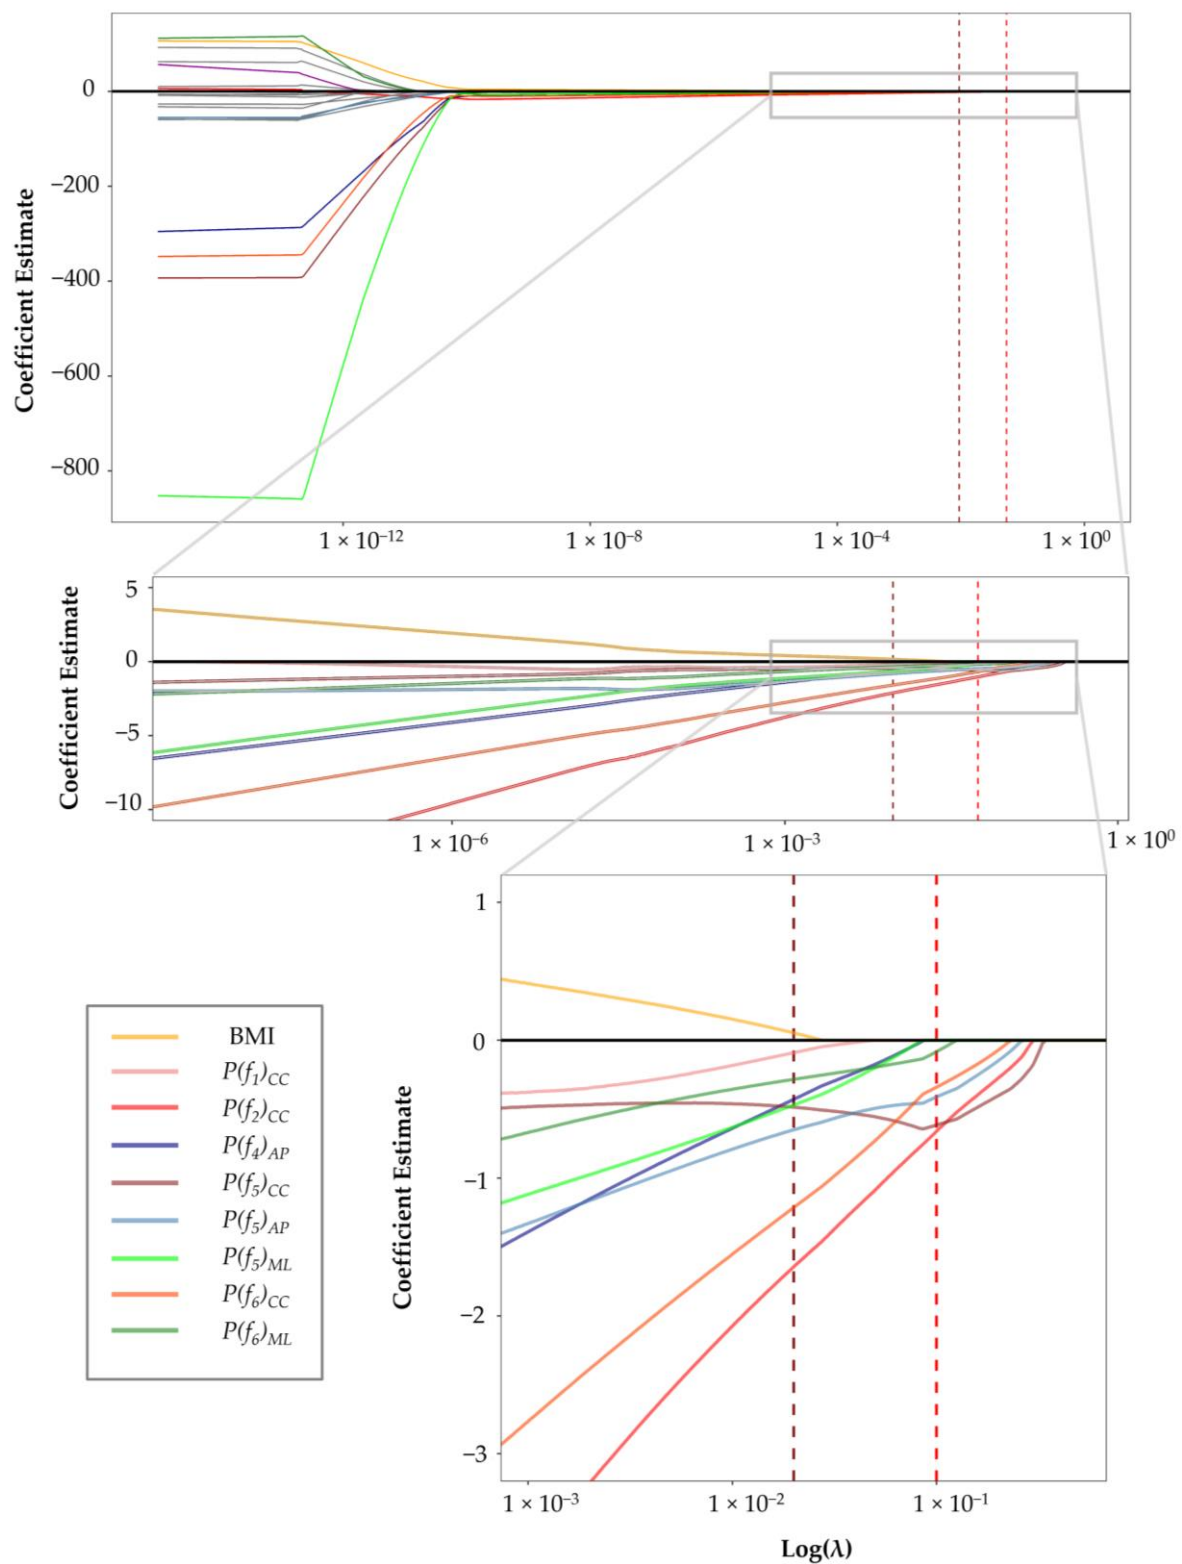 0
−200
−400
−600
−800
Coefficient Estimate
1 × 10⁻¹² 1 × 10⁻⁸ 1 × 10⁻⁴ 1 × 10⁰
5
0
−5
−10
Coefficient Estimate
1 × 10⁻⁶ 1 × 10⁻³ 1 × 10⁰
1
0
−1
−2
−3
Coefficient Estimate
1 × 10⁻³ 1 × 10⁻² 1 × 10⁻¹
Log(λ)
BMI
P(f₁)CC
P(f₂)CC
P(f₄)AP
P(f₅)CC
P(f₅)AP
P(f₅)ML
P(f₆)CC
P(f₆)ML